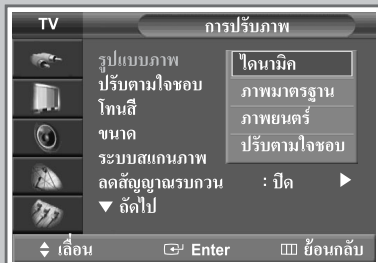 TV การปรับภาพ
รูปแบบภาพ ไดนามิค
ปรับตามใจชอบ ภาพมาตรฐาน
โทนสี ภาพยนตร์
ขนาด ปรับตามใจชอบ
ระบบสแกนภาพ
ลดสัญญาณรบกวน : ปิด ▶
▼ ถัดไป
เลื่อน Enter ย้อนกลับ